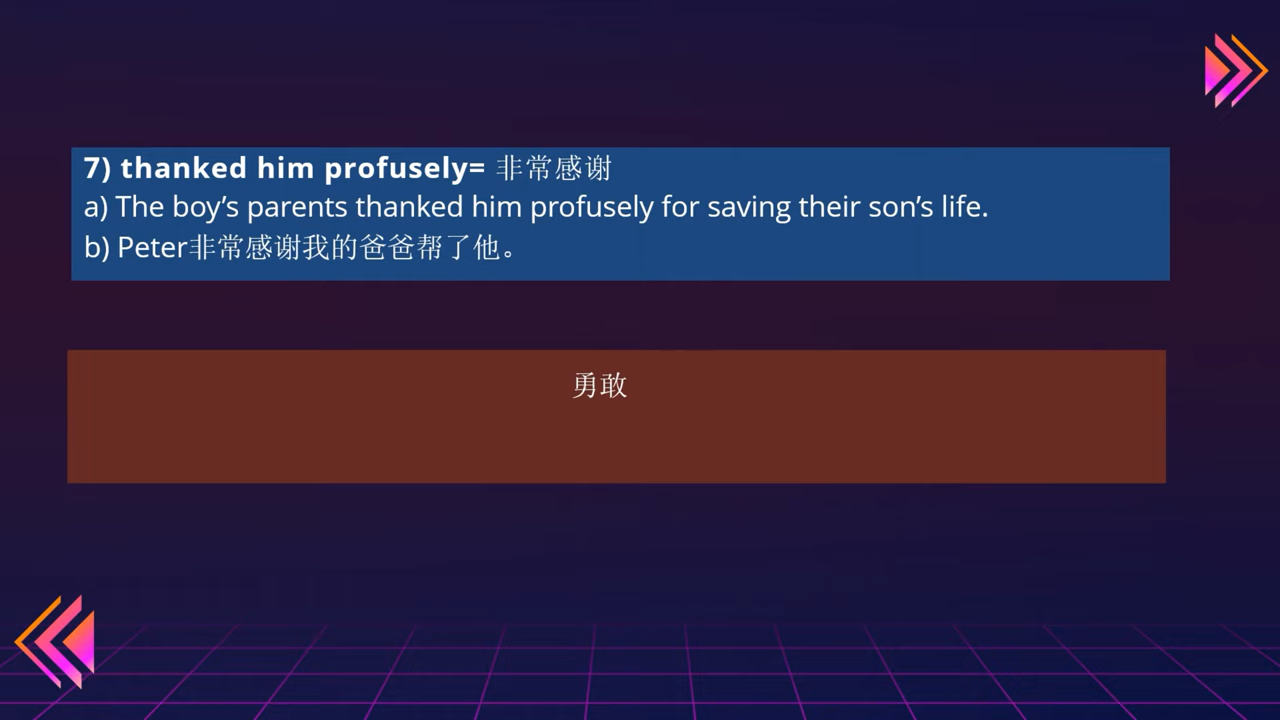 7) thanked him profusely= 非常感谢
a) The boy’s parents thanked him profusely for saving their son’s life.
b) Peter非常感谢我的爸爸帮了他。
勇敢